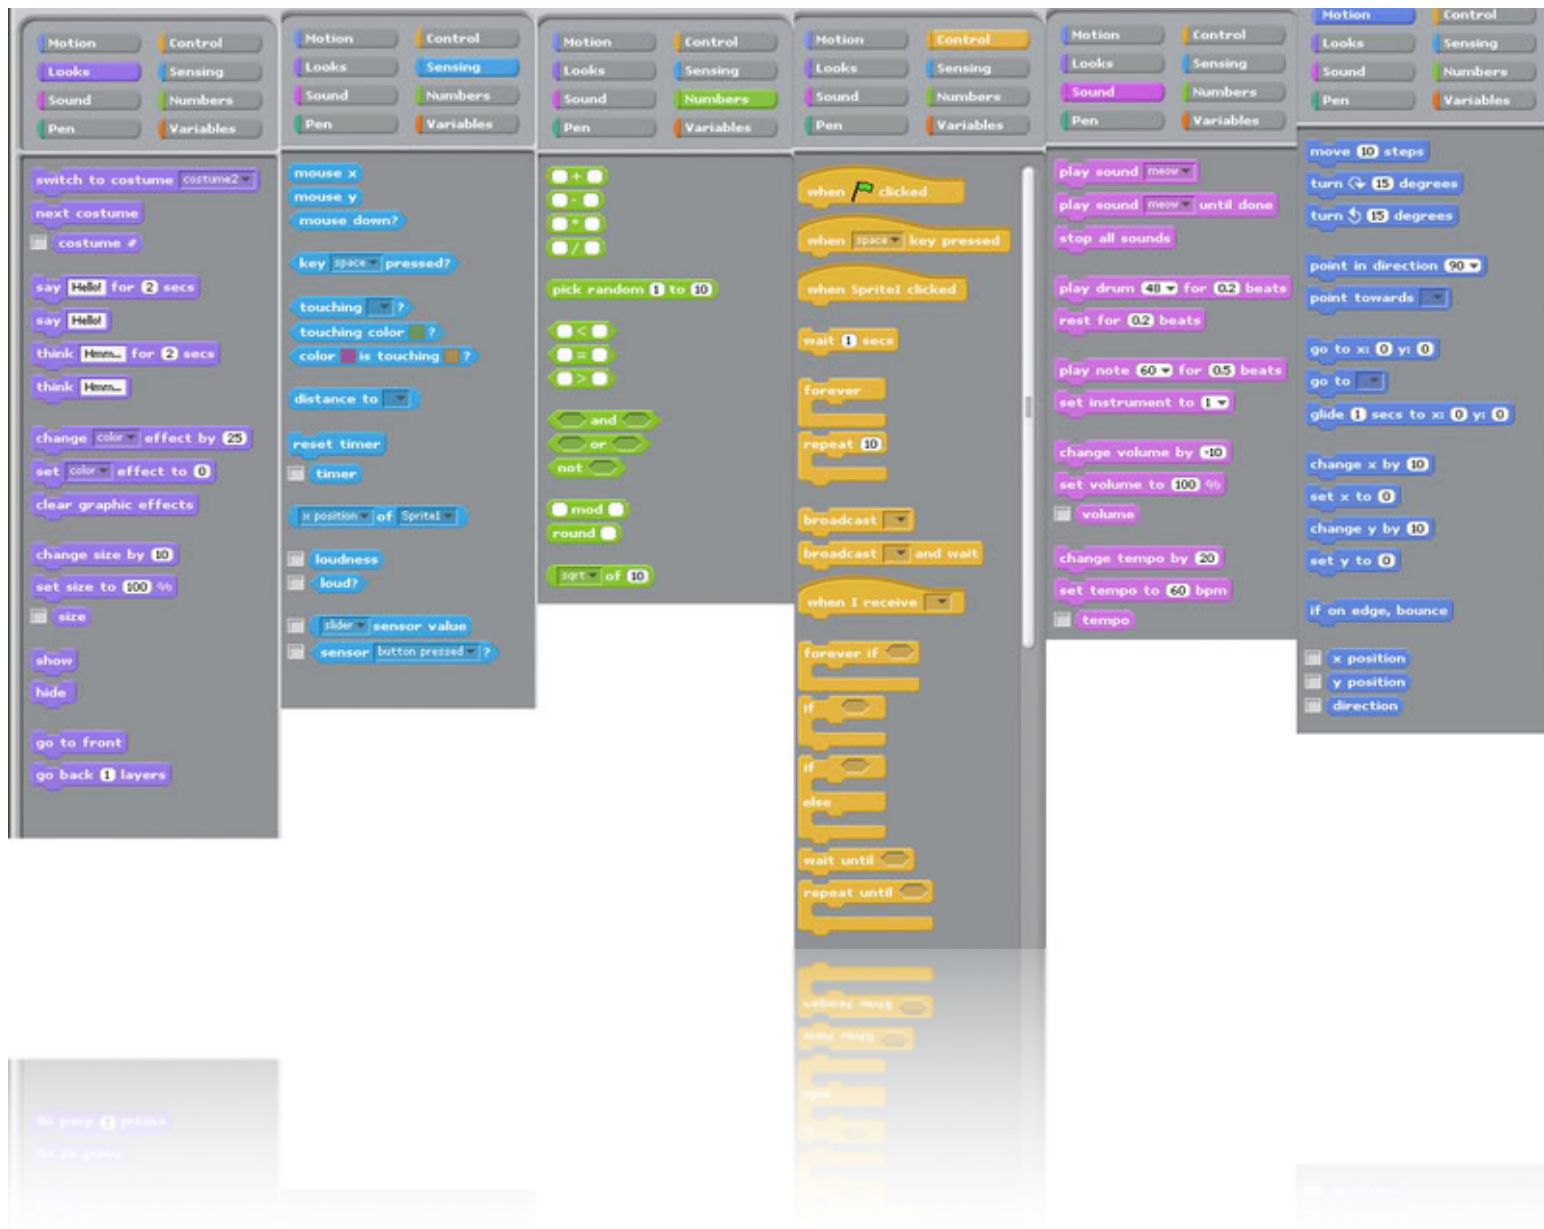 Motion Control
Looks Sensing
Sound Numbers
Pen Variables
switch to costume costume2
next costume
costume #
say Hello! for 2 secs
say Hello!
think Hmm... for 2 secs
think Hmm...
change color effect by 25
set color effect to 0
clear graphic effects
change size by 10
set size to 100 %
size
show
hide
go to front
go back 1 layers
Motion Control
Looks Sensing
Sound Numbers
Pen Variables
mouse x
mouse y
mouse down?
key space pressed?
touching ?
touching color ?
color is touching ?
distance to
reset timer
timer
x position of Sprite1
loudness
loud?
slider sensor value
sensor button pressed ?
Motion Control
Looks Sensing
Sound Numbers
Pen Variables
+
-
*
/
pick random 1 to 10
<
=
>
and
or
not
mod
round
sqrt of 10
Motion Control
Looks Sensing
Sound Numbers
Pen Variables
when clicked
when space key pressed
when Sprite1 clicked
wait 1 secs
forever
repeat 10
broadcast
broadcast and wait
when I receive
forever if
if
if
else
wait until
repeat until
Motion Control
Looks Sensing
Sound Numbers
Pen Variables
play sound meow
play sound meow until done
stop all sounds
play drum 48 for 0.2 beats
rest for 0.2 beats
play note 60 for 0.5 beats
set instrument to 1
change volume by -10
set volume to 100 %
volume
change tempo by 20
set tempo to 60 bpm
tempo
Motion Control
Looks Sensing
Sound Numbers
Pen Variables
move 10 steps
turn 15 degrees
turn 15 degrees
point in direction 90
point towards
go to x: 0 y: 0
go to
glide 1 secs to x: 0 y: 0
change x by 10
set x to 0
change y by 10
set y to 0
if on edge, bounce
x position
y position
direction